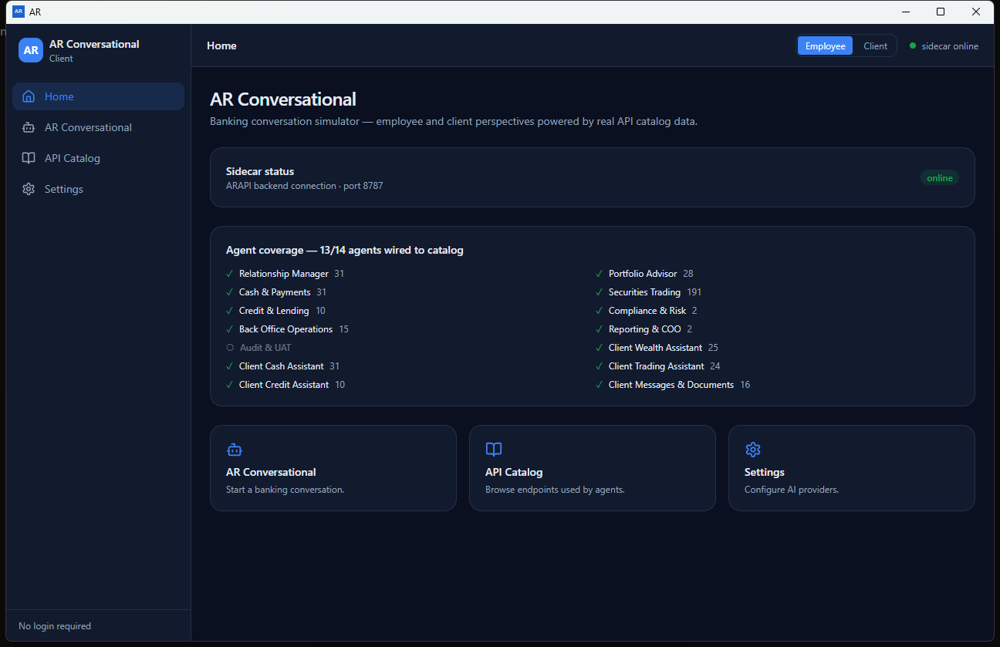 AR AR
AR AR Conversational
Client
Home
AR Conversational
API Catalog
Settings
No login required
Home
Employee Client sidecar online
AR Conversational
Banking conversation simulator — employee and client perspectives powered by real API catalog data.
Sidecar status
ARAPI backend connection · port 8787
online
Agent coverage — 13/14 agents wired to catalog
✓ Relationship Manager 31
✓ Portfolio Advisor 28
✓ Cash & Payments 31
✓ Securities Trading 191
✓ Credit & Lending 10
✓ Compliance & Risk 2
✓ Back Office Operations 15
✓ Reporting & COO 2
○ Audit & UAT
✓ Client Wealth Assistant 25
✓ Client Cash Assistant 31
✓ Client Trading Assistant 24
✓ Client Credit Assistant 10
✓ Client Messages & Documents 16
AR Conversational
Start a banking conversation.
API Catalog
Browse endpoints used by agents.
Settings
Configure AI providers.